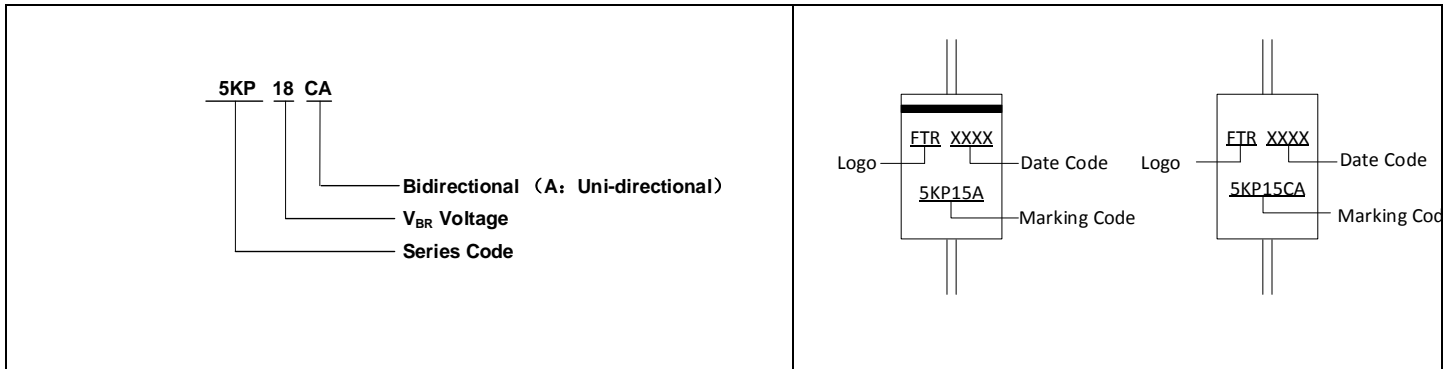 5KP 18 CA
Bidirectional （A： Uni-directional）
VBR Voltage
Series Code
FTR XXXX
Logo
Date Code
5KP15A
Marking Code
FTR XXXX
Logo
Date Code
5KP15CA
Marking Cod